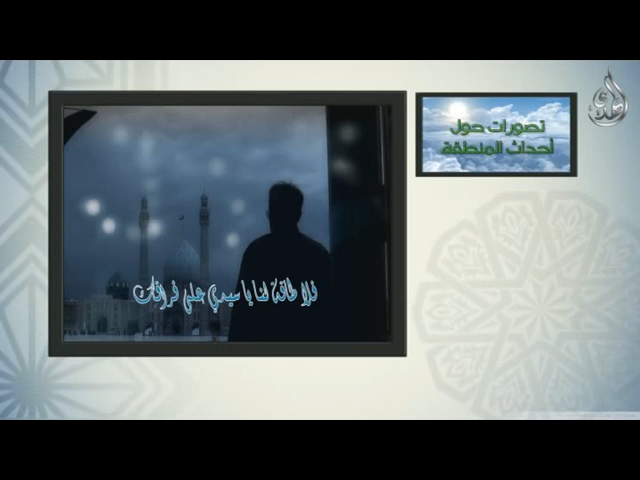 تصورات حول
أحداث المنطقة
فلا طاقة لنا يا سيدي على فراقك